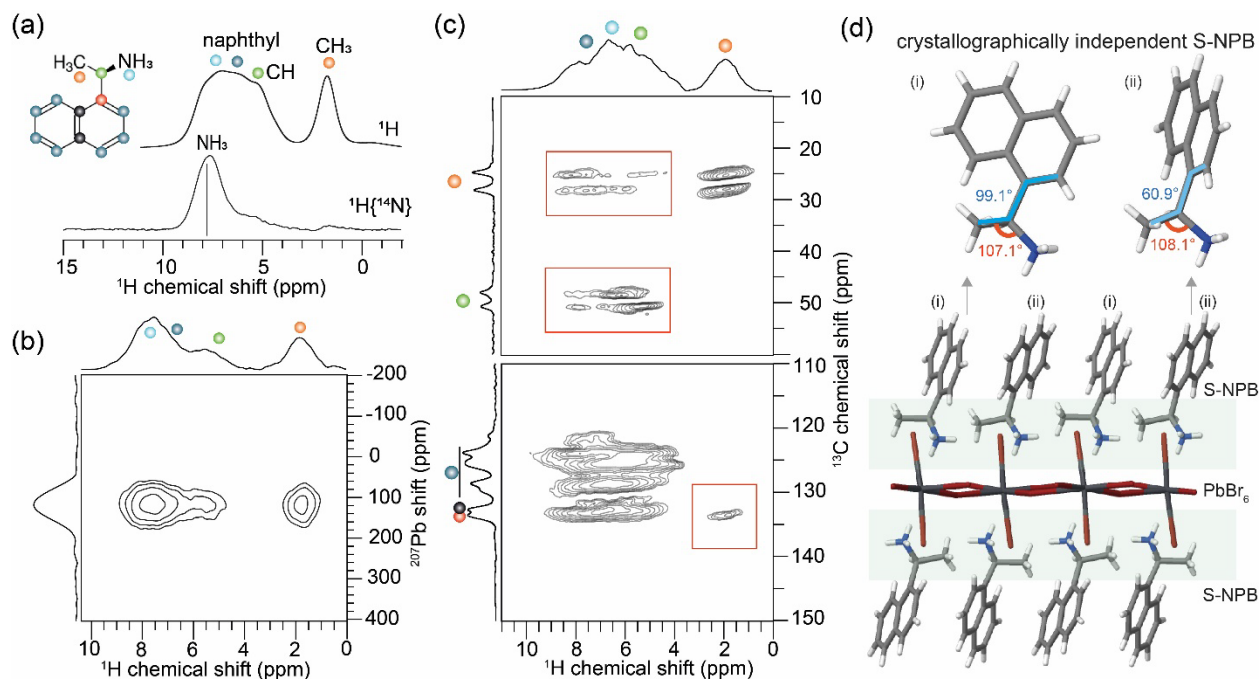 (a)
H₃C
NH₃
naphthyl
CH
CH₃
¹H
NH₃
¹H{¹⁴N}
15 10 5 0
¹H chemical shift (ppm)
(b)
-200
-100
0
100
200
300
400
²⁰⁷Pb shift (ppm)
10 8 6 4 2 0
¹H chemical shift (ppm)
(c)
10
20
30
40
50
110
120
130
140
150
¹³C chemical shift (ppm)
10 8 6 4 2 0
¹H chemical shift (ppm)
(d)
crystallographically independent S-NPB
(i)
(ii)
99.1°
107.1°
60.9°
108.1°
(i) (ii) (i) (ii)
S-NPB
PbBr₆
S-NPB